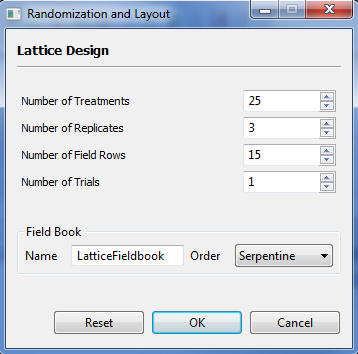 Randomization and Layout
Lattice Design
Number of Treatments 25
Number of Replicates 3
Number of Field Rows 15
Number of Trials 1
Field Book
Name LatticeFieldbook Order Serpentine
Reset OK Cancel